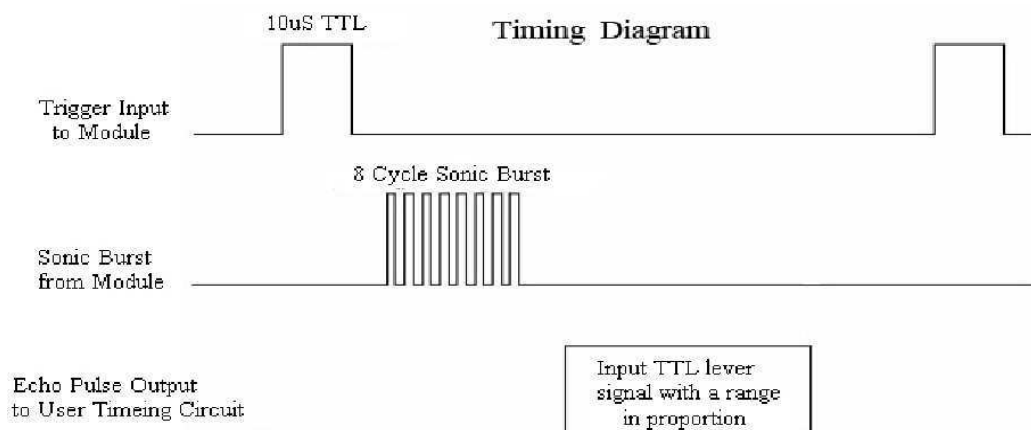 10uS TTL
Timing Diagram
Trigger Input
to Module
8 Cycle Sonic Burst
Sonic Burst
from Module
Echo Pulse Output
to User Timeing Circuit
Input TTL lever
signal with a range
in proportion